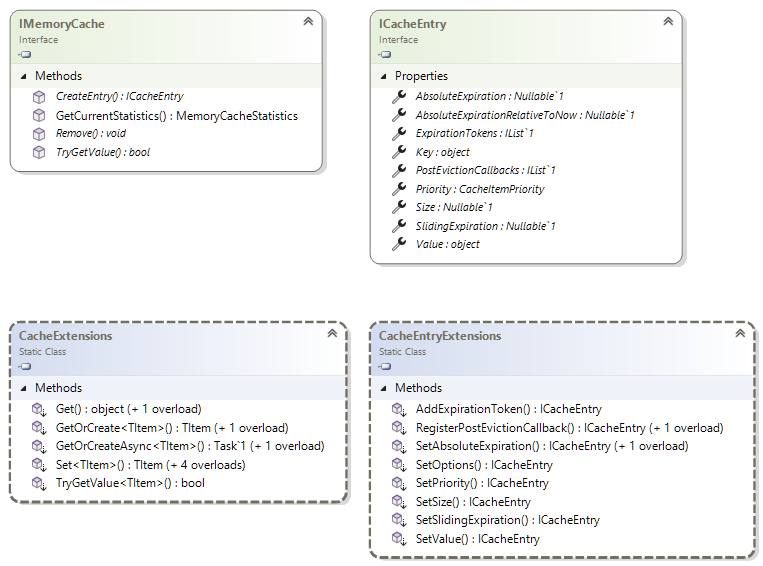 IMemoryCache
Interface
Methods
CreateEntry() : ICacheEntry
GetCurrentStatistics() : MemoryCacheStatistics
Remove() : void
TryGetValue() : bool
ICacheEntry
Interface
Properties
AbsoluteExpiration : Nullable`1
AbsoluteExpirationRelativeToNow : Nullable`1
ExpirationTokens : IList`1
Key : object
PostEvictionCallbacks : IList`1
Priority : CacheItemPriority
Size : Nullable`1
SlidingExpiration : Nullable`1
Value : object
CacheExtensions
Static Class
Methods
Get() : object (+ 1 overload)
GetOrCreate<TItem>() : TItem (+ 1 overload)
GetOrCreateAsync<TItem>() : Task`1 (+ 1 overload)
Set<TItem>() : TItem (+ 4 overloads)
TryGetValue<TItem>() : bool
CacheEntryExtensions
Static Class
Methods
AddExpirationToken() : ICacheEntry
RegisterPostEvictionCallback() : ICacheEntry (+ 1 overload)
SetAbsoluteExpiration() : ICacheEntry (+ 1 overload)
SetOptions() : ICacheEntry
SetPriority() : ICacheEntry
SetSize() : ICacheEntry
SetSlidingExpiration() : ICacheEntry
SetValue() : ICacheEntry